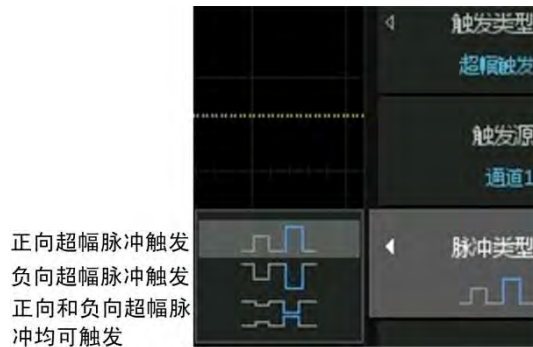 触发类型
超幅触发
触发源
通道1
正向超幅脉冲触发
负向超幅脉冲触发
正向和负向超幅脉
冲均可触发
脉冲类型